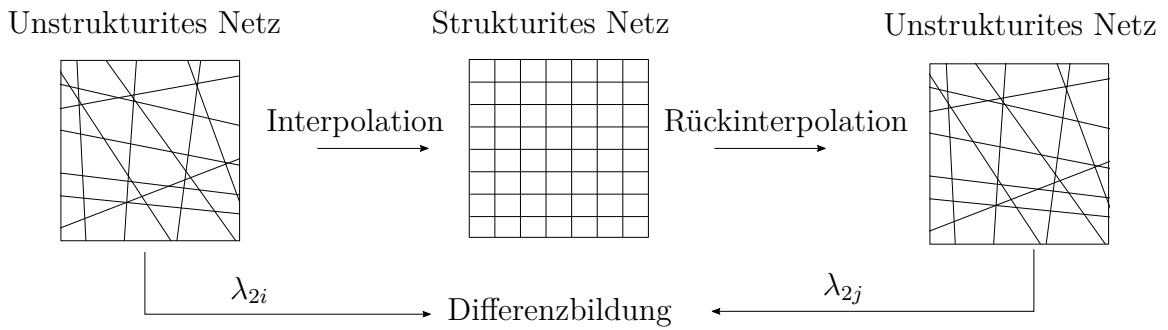 Unstrukturites Netz
Strukturites Netz
Unstrukturites Netz
Interpolation
Rückinterpolation
λ2i
Differenzbildung
λ2j